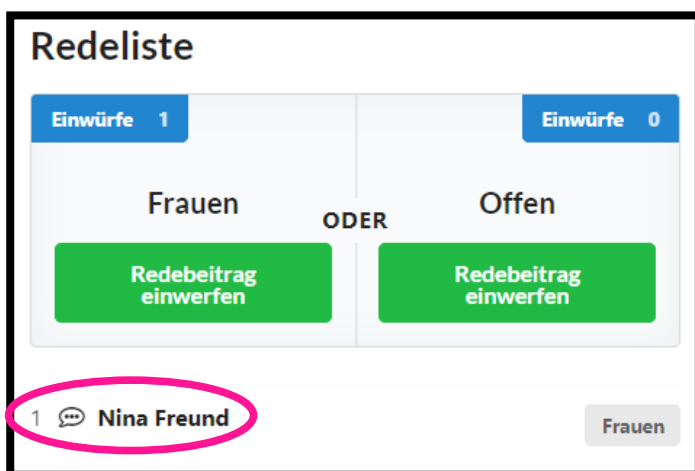 Redeliste
Einwürfe 1
Einwürfe 0
Frauen
ODER
Offen
Redebeitrag
einwerfen
Redebeitrag
einwerfen
1 Nina Freund
Frauen